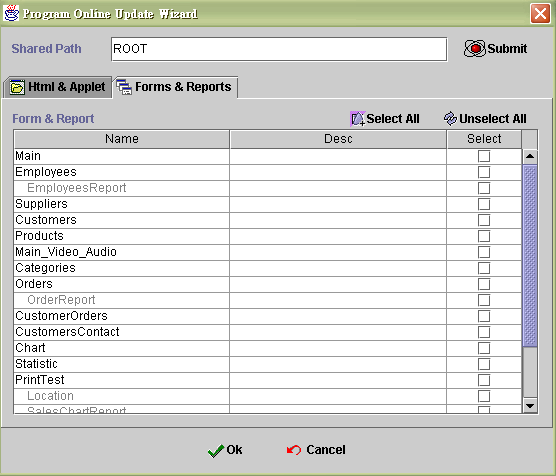 Program Online Update Wizard
Shared Path ROOT Submit
Html & Applet Forms & Reports
Form & Report Select All Unselect All
Name Desc Select
Main
Employees
EmployeesReport
Suppliers
Customers
Products
Main_Video_Audio
Categories
Orders
OrderReport
CustomerOrders
CustomersContact
Chart
Statistic
PrintTest
Location
SalesChartReport
Ok Cancel